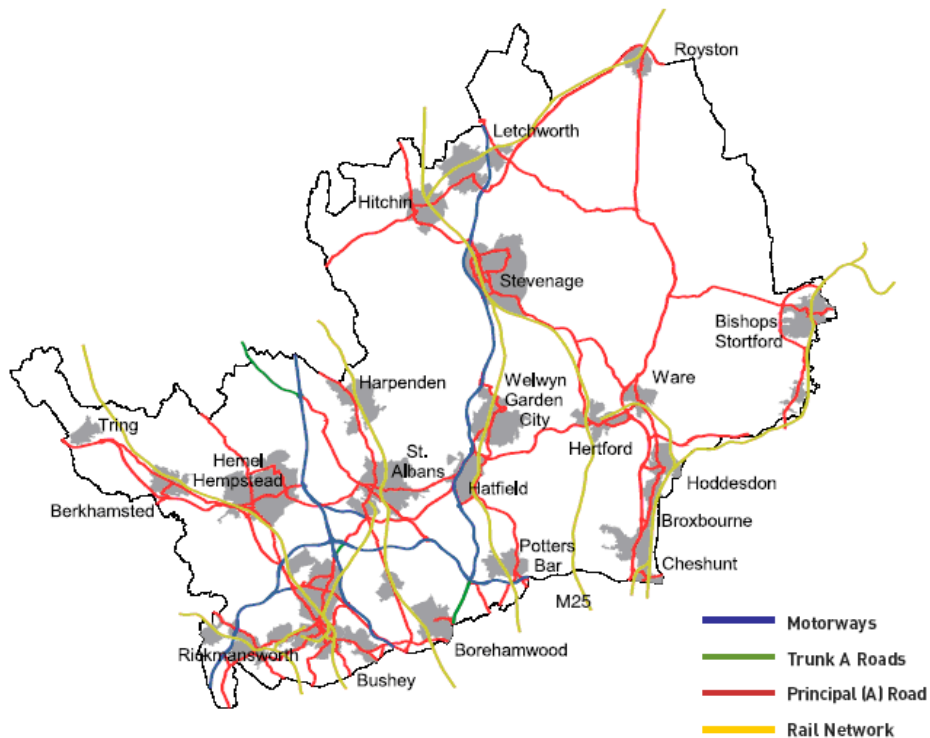 Royston
Letchworth
Hitchin
Stevenage
Bishops
Stortford
Harpenden
Welwyn
Garden
City
Ware
Tring
Hertford
St.
Albans
Hemel
Hempstead
Hatfield
Hoddesdon
Berkhamsted
Broxbourne
Potters
Bar
Cheshunt
M25
Rickmansworth
Borehamwood
Bushey
Motorways
Trunk A Roads
Principal (A) Road
Rail Network